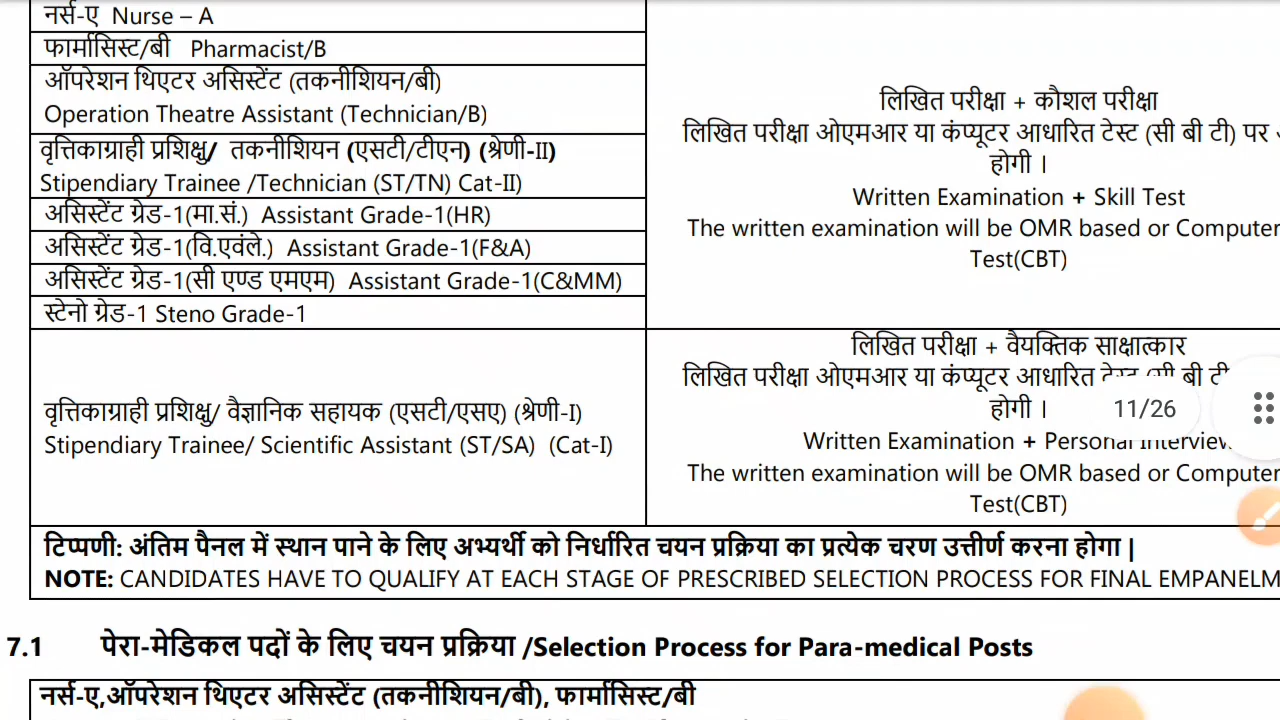 नर्स-ए Nurse – A
फार्मासिस्ट/बी Pharmacist/B
ऑपरेशन थिएटर असिस्टेंट (तकनीशियन/बी)
Operation Theatre Assistant (Technician/B)
वृत्तिकाग्राही प्रशिक्षु/ तकनीशियन (एसटी/टीएन) (श्रेणी-II)
Stipendiary Trainee /Technician (ST/TN) Cat-II)
असिस्टेंट ग्रेड-1(मा.सं.) Assistant Grade-1(HR)
असिस्टेंट ग्रेड-1(वि.एवंले.) Assistant Grade-1(F&A)
असिस्टेंट ग्रेड-1(सी एण्ड एमएम) Assistant Grade-1(C&MM)
स्टेनो ग्रेड-1 Steno Grade-1
लिखित परीक्षा + कौशल परीक्षा
लिखित परीक्षा ओएमआर या कंप्यूटर आधारित टेस्ट (सी बी टी) पर
होगी ।
Written Examination + Skill Test
The written examination will be OMR based or Computer
Test(CBT)
वृत्तिकाग्राही प्रशिक्षु/ वैज्ञानिक सहायक (एसटी/एसए) (श्रेणी-I)
Stipendiary Trainee/ Scientific Assistant (ST/SA) (Cat-I)
लिखित परीक्षा + वैयक्तिक साक्षात्कार
लिखित परीक्षा ओएमआर या कंप्यूटर आधारित टेस्ट (सी बी टी
होगी ।
11/26
Written Examination + Personal Interview
The written examination will be OMR based or Computer
Test(CBT)
टिप्पणी: अंतिम पैनल में स्थान पाने के लिए अभ्यर्थी को निर्धारित चयन प्रक्रिया का प्रत्येक चरण उत्तीर्ण करना होगा |
NOTE: CANDIDATES HAVE TO QUALIFY AT EACH STAGE OF PRESCRIBED SELECTION PROCESS FOR FINAL EMPANELM
7.1 पेरा-मेडिकल पदों के लिए चयन प्रक्रिया /Selection Process for Para-medical Posts
नर्स-ए,ऑपरेशन थिएटर असिस्टेंट (तकनीशियन/बी), फार्मासिस्ट/बी